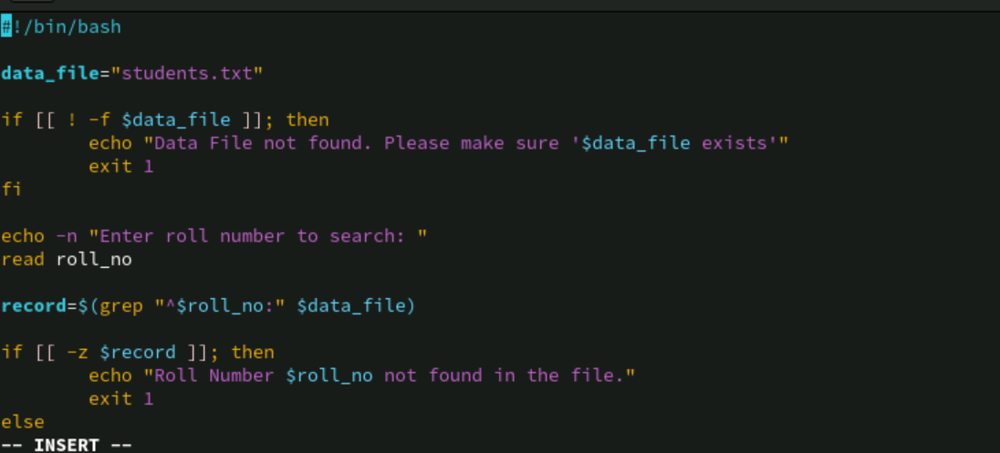 #!/bin/bash
data_file="students.txt"
if [[ ! -f $data_file ]]; then
echo "Data File not found. Please make sure '$data_file exists'"
exit 1
fi
echo -n "Enter roll number to search: "
read roll_no
record=$(grep "^$roll_no:" $data_file)
if [[ -z $record ]]; then
echo "Roll Number $roll_no not found in the file."
exit 1
else
-- INSERT --